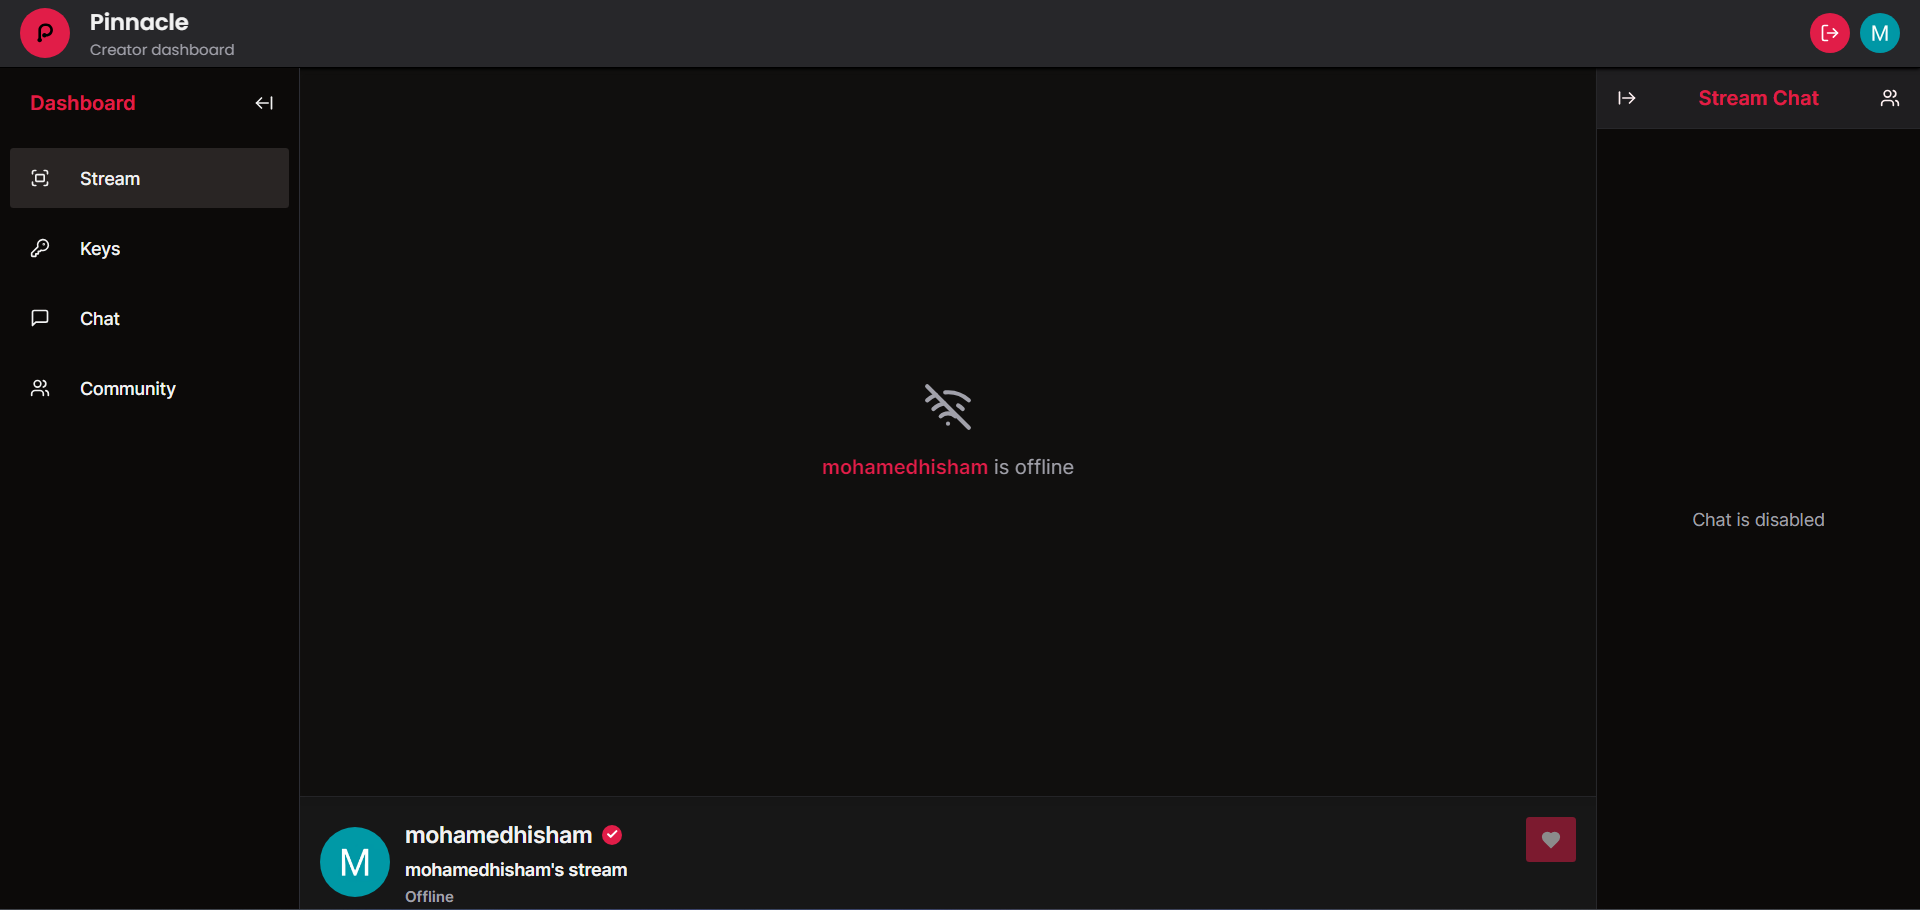 Pinnacle
Creator dashboard
M
Dashboard
Stream
Keys
Chat
Community
mohamedhisham is offline
Stream Chat
Chat is disabled
M
mohamedhisham
mohamedhisham's stream
Offline